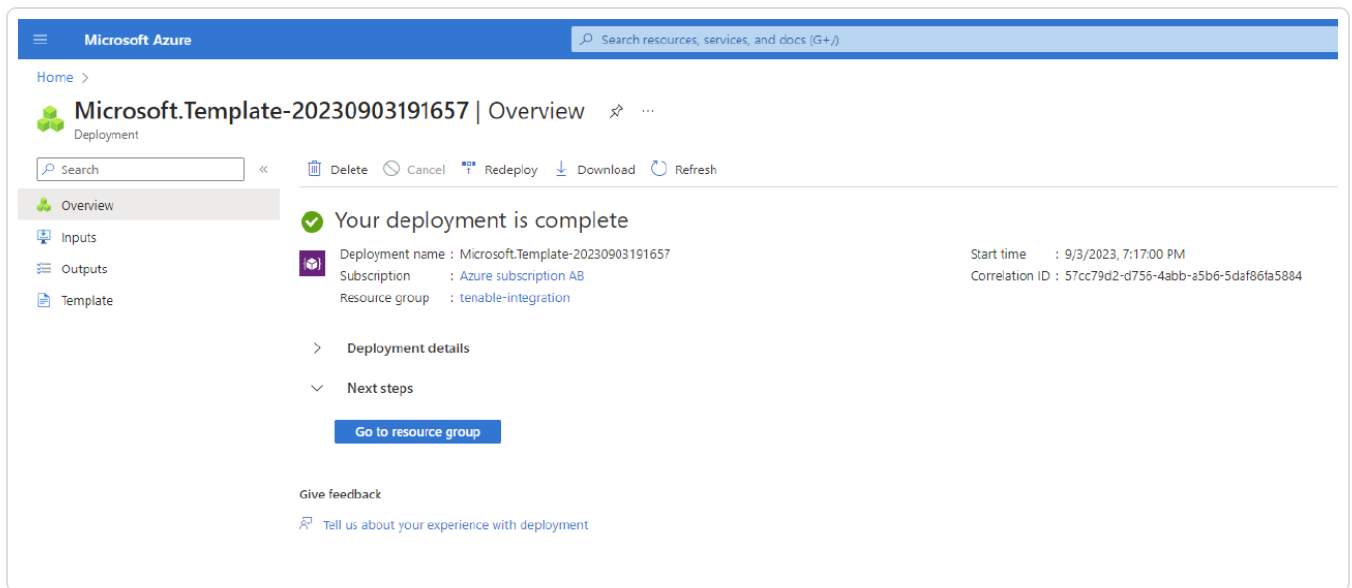 Microsoft Azure
Search resources, services, and docs (G+/)
Home >
Microsoft.Template-20230903191657 | Overview
Deployment
Search
«
Delete Cancel Redeploy Download Refresh
Overview
Inputs
Outputs
Template
Your deployment is complete
Deployment name : Microsoft.Template-20230903191657
Subscription : Azure subscription AB
Resource group : tenable-integration
Start time : 9/3/2023, 7:17:00 PM
Correlation ID : 57cc79d2-d756-4abb-a5b6-5daf86fa5884
Deployment details
Next steps
Go to resource group
Give feedback
Tell us about your experience with deployment